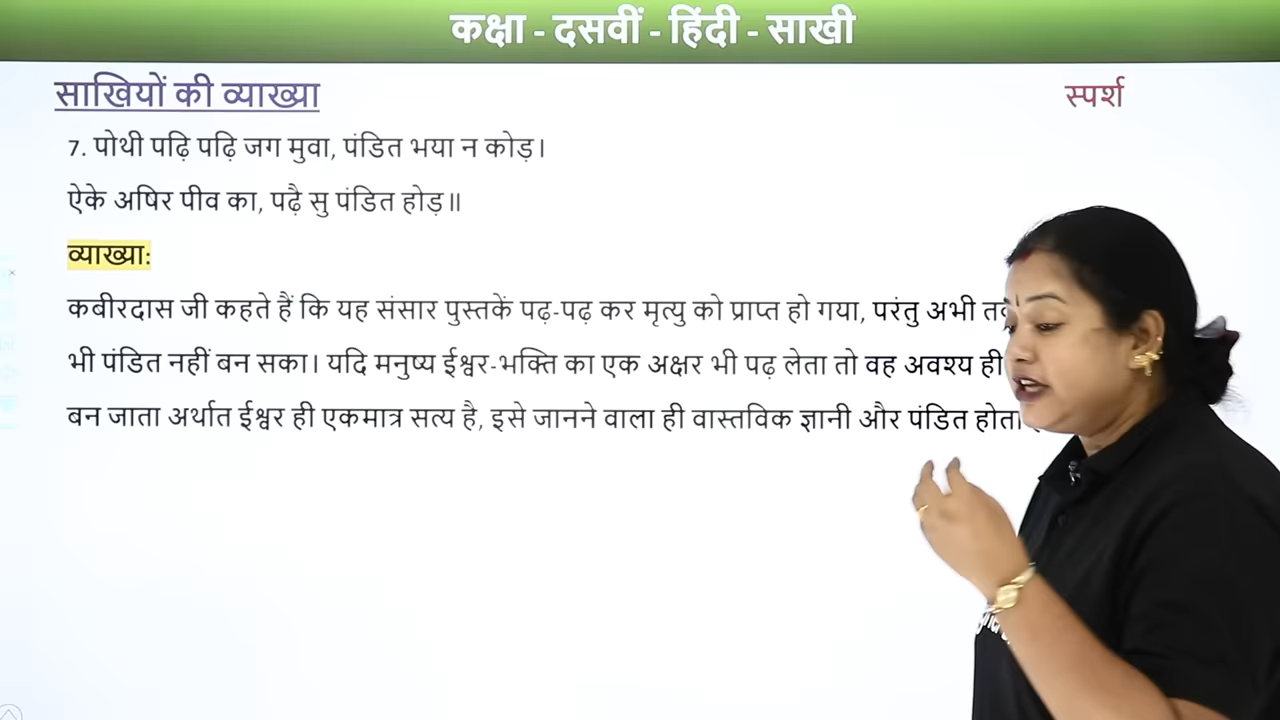 कक्षा - दसवीं - हिंदी - साखी
साखियों की व्याख्या
स्पर्श
7. पोथी पढ़ि पढ़ि जग मुवा, पंडित भया न कोड़।
ऐके अषिर पीव का, पढ़ै सु पंडित होड़॥
व्याख्या:
कबीरदास जी कहते हैं कि यह संसार पुस्तकें पढ़-पढ़ कर मृत्यु को प्राप्त हो गया, परंतु अभी
भी पंडित नहीं बन सका। यदि मनुष्य ईश्वर-भक्ति का एक अक्षर भी पढ़ लेता तो वह अवश्य ही
बन जाता अर्थात ईश्वर ही एकमात्र सत्य है, इसे जानने वाला ही वास्तविक ज्ञानी और पंडित होता